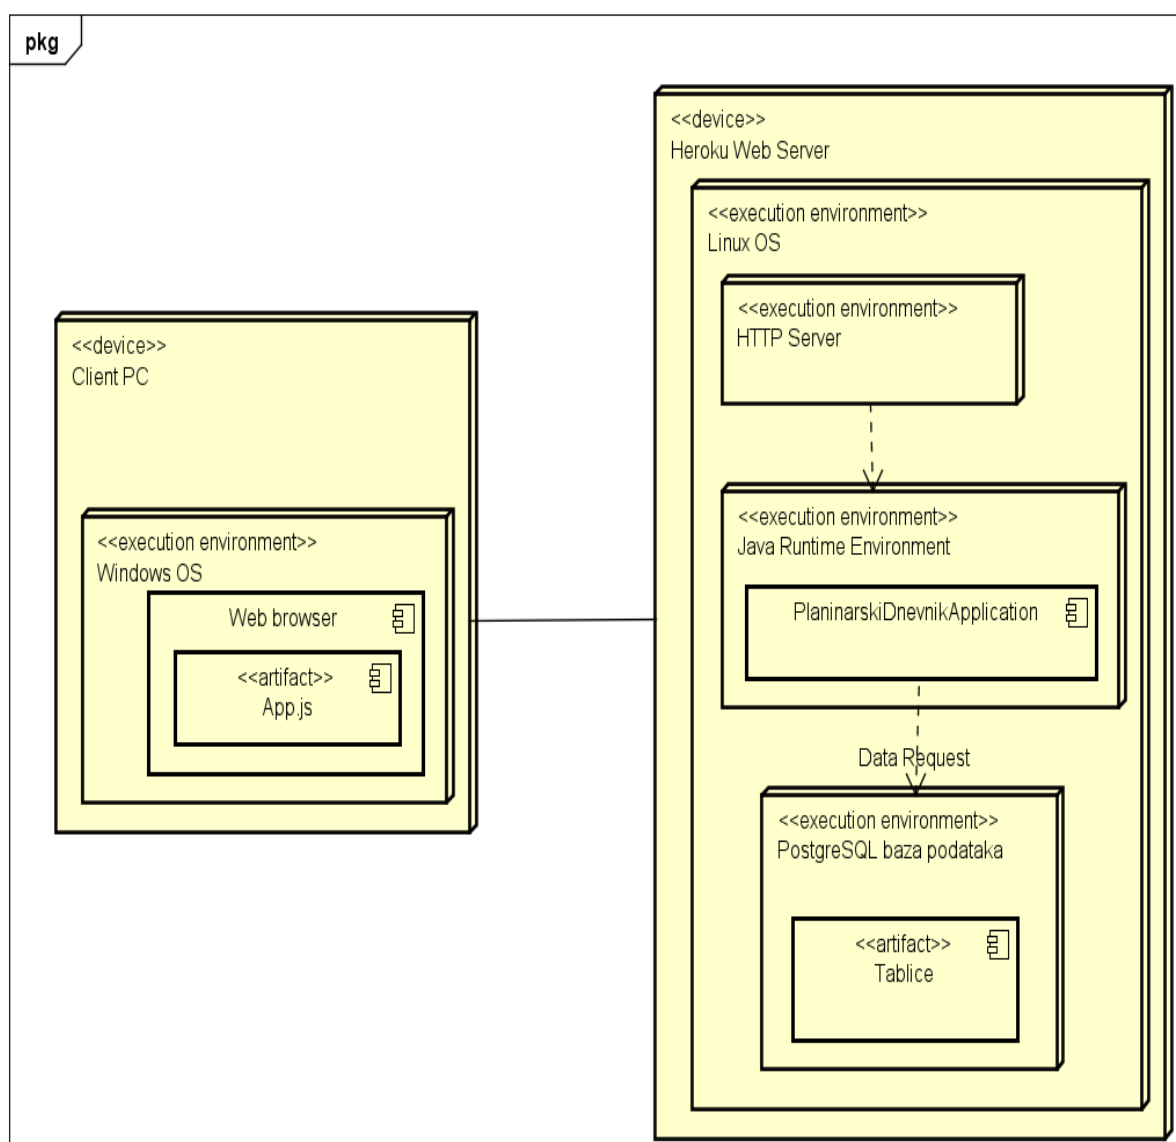 pkg
<<device>>
Client PC
<<execution environment>>
Windows OS
Web browser
<<artifact>>
App.js
<<device>>
Heroku Web Server
<<execution environment>>
Linux OS
<<execution environment>>
HTTP Server
<<execution environment>>
Java Runtime Environment
PlaninarskiDnevnikApplication
Data Request
<<execution environment>>
PostgreSQL baza podataka
<<artifact>>
Tablice